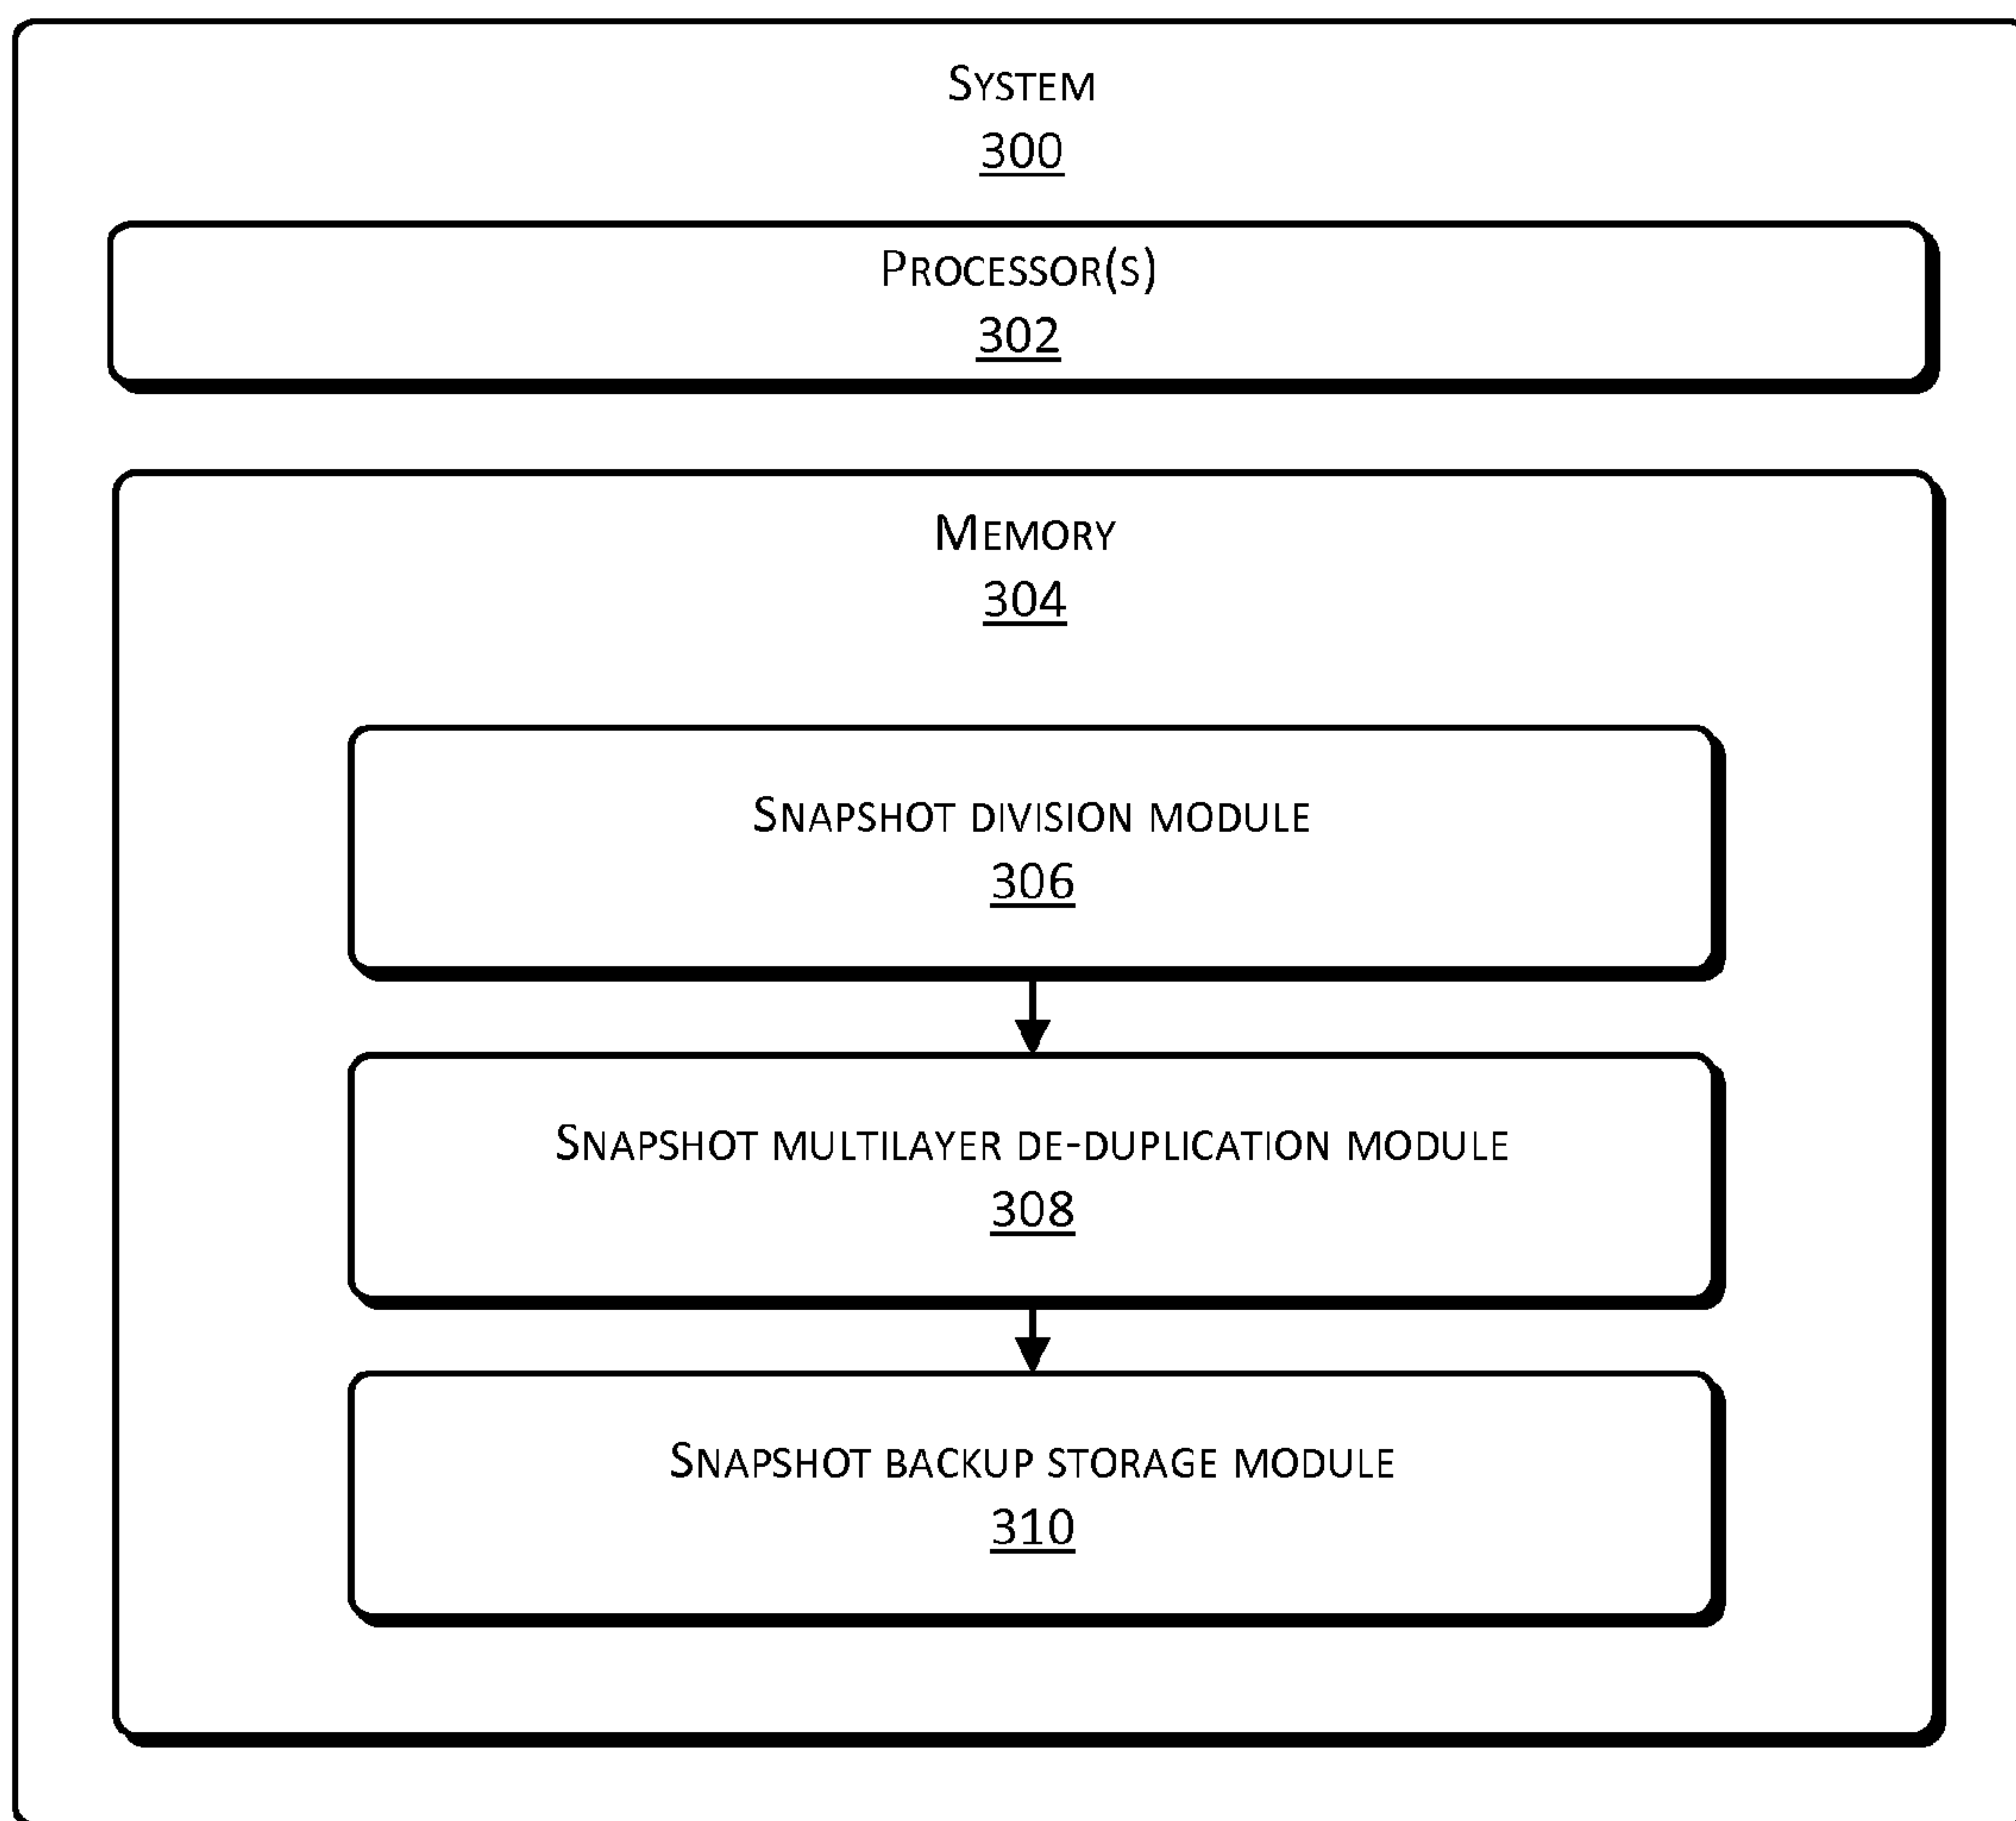 SYSTEM
300
PROCESSOR(S)
302
MEMORY
304
SNAPSHOT DIVISION MODULE
306
SNAPSHOT MULTILAYER DE-DUPLICATION MODULE
308
SNAPSHOT BACKUP STORAGE MODULE
310